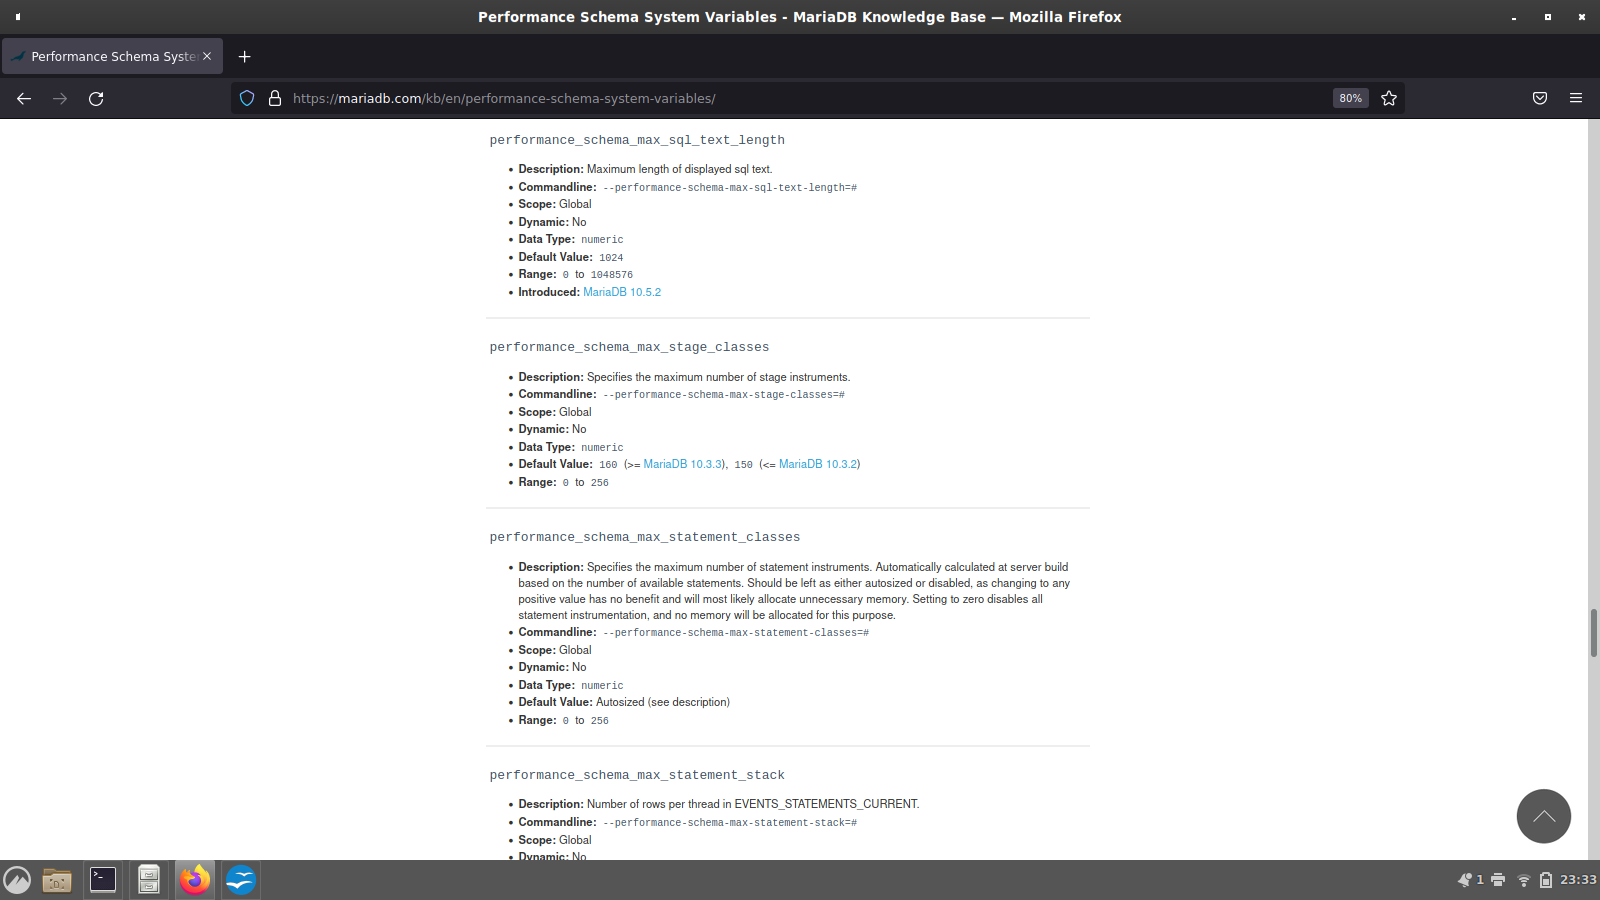 Performance Schema System Variables - MariaDB Knowledge Base — Mozilla Firefox
Performance Schema Syste
https://mariadb.com/kb/en/performance-schema-system-variables/
80%
performance_schema_max_sql_text_length
Description: Maximum length of displayed sql text.
Commandline: --performance-schema-max-sql-text-length=#
Scope: Global
Dynamic: No
Data Type: numeric
Default Value: 1024
Range: 0 to 1048576
Introduced: MariaDB 10.5.2
performance_schema_max_stage_classes
Description: Specifies the maximum number of stage instruments.
Commandline: --performance-schema-max-stage-classes=#
Scope: Global
Dynamic: No
Data Type: numeric
Default Value: 160 (>= MariaDB 10.3.3), 150 (<= MariaDB 10.3.2)
Range: 0 to 256
performance_schema_max_statement_classes
Description: Specifies the maximum number of statement instruments. Automatically calculated at server build
based on the number of available statements. Should be left as either autosized or disabled, as changing to any
positive value has no benefit and will most likely allocate unnecessary memory. Setting to zero disables all
statement instrumentation, and no memory will be allocated for this purpose.
Commandline: --performance-schema-max-statement-classes=#
Scope: Global
Dynamic: No
Data Type: numeric
Default Value: Autosized (see description)
Range: 0 to 256
performance_schema_max_statement_stack
Description: Number of rows per thread in EVENTS_STATEMENTS_CURRENT.
Commandline: --performance-schema-max-statement-stack=#
Scope: Global
Dynamic: No
1
23:33